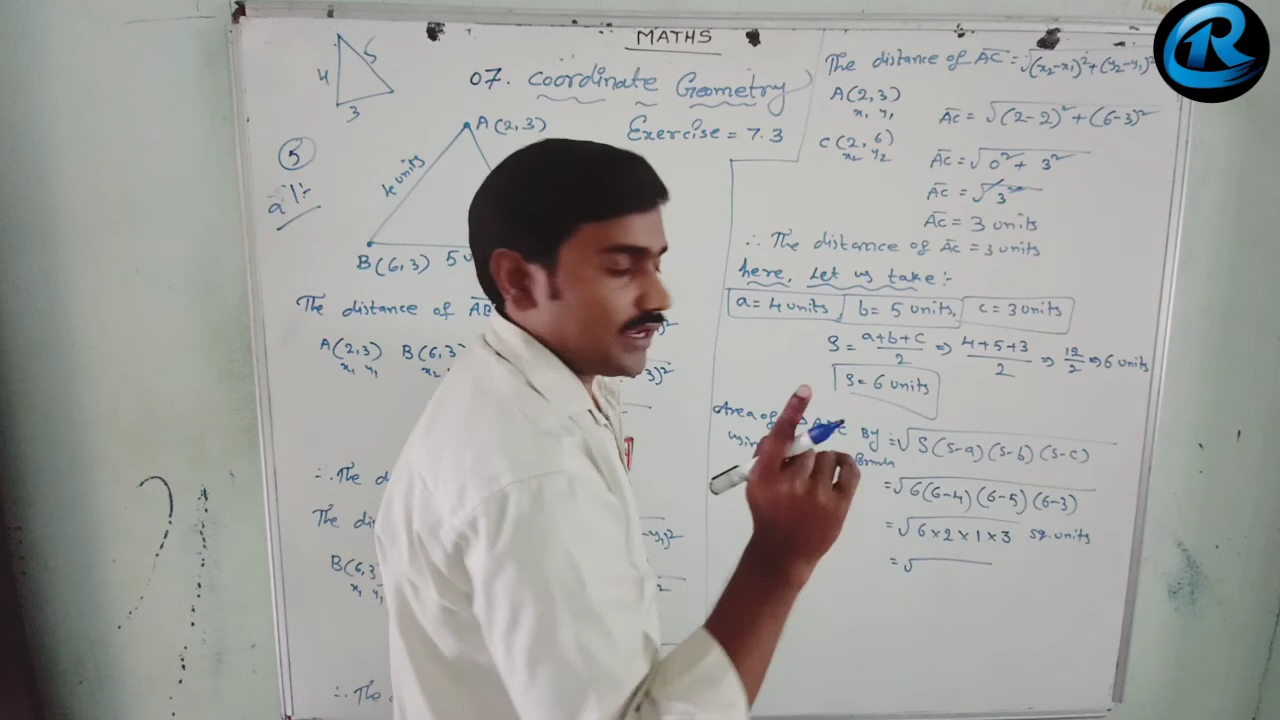 MATHS
07. Coordinate Geometry
Exercise = 7.3
4
5
3
5
A(2,3)
4 units
B(6,3) 5
The distance of AB
A(2,3) B(6,3)
x₁ y₁ x₂
∴ The
The
B(6,3
x₁ y₁
∴ The
The distance of AC = √(x₂-x₁)²+(y₂-y₁)²
A(2,3)
x₁ y₁
C(2,6)
x₂ y₂
AC = √(2-2)²+(6-3)²
AC = √0²+3²
AC = √3²
AC = 3 units
∴ The distance of AC = 3 units
here, Let us take:-
a=4 units, b= 5 units, c= 3units
S = a+b+c/2 ⇒ 4+5+3/2 ⇒ 12/2 ⇒ 6 units
S= 6 units
Area of
By = √S(s-a)(s-b)(s-c)
= √6(6-4)(6-5)(6-3)
= √6×2×1×3 sq.units
= √
R